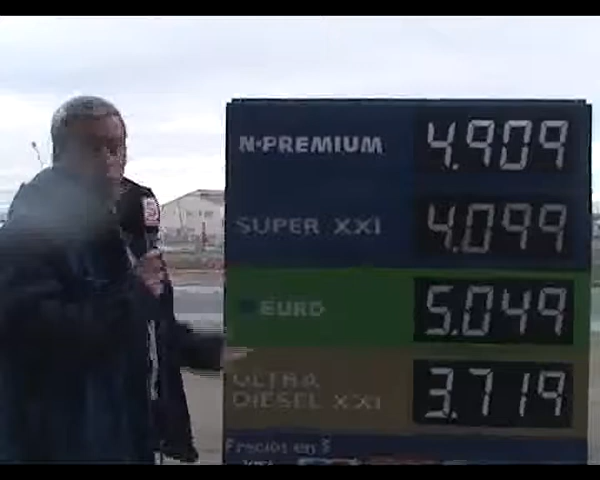 N·PREMIUM 4.909
SUPER XXI 4.099
EURO 5.049
ULTRA
DIESEL XXI 3.719
Precios en $